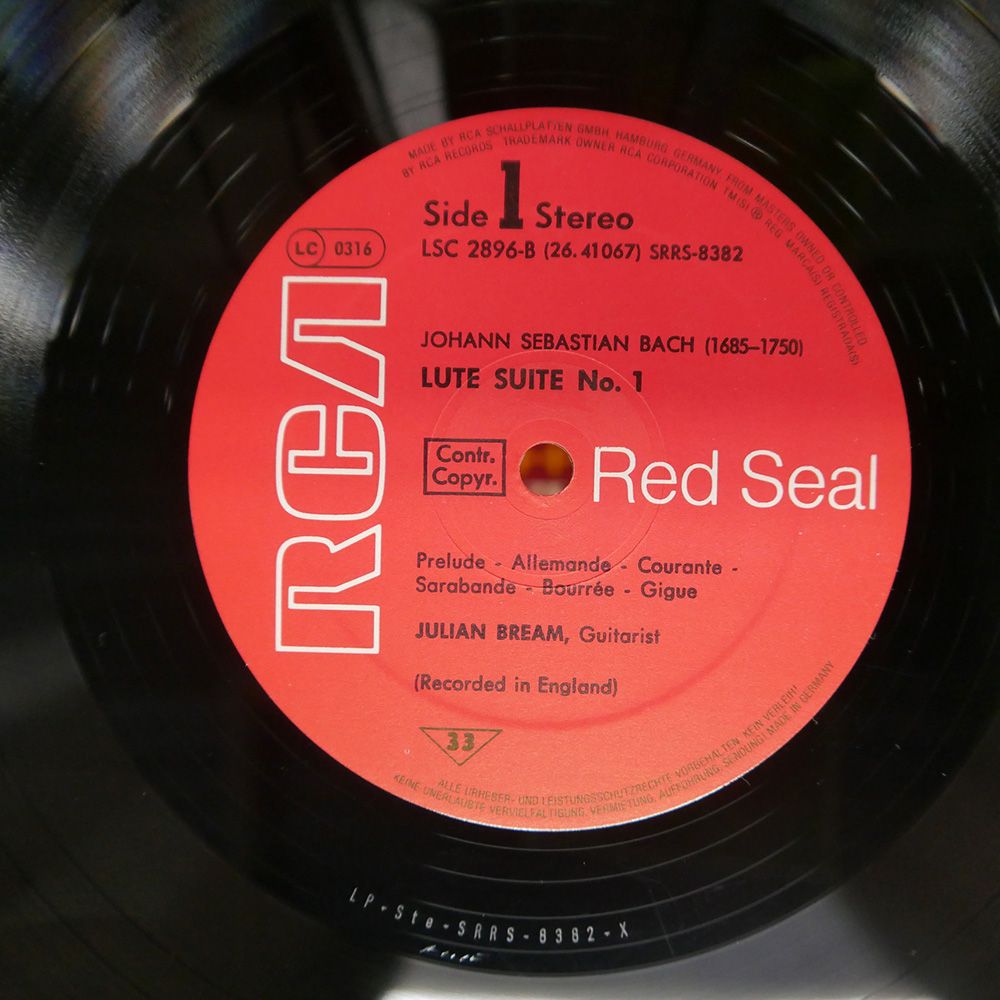 MADE BY RCA SCHALLPLATTEN GMBH, HAMBURG, GERMANY, FROM MASTERS OWNED OR CONTROLLED
BY RCA RECORDS TRADEMARK OWNER RCA CORPORATION TM(S) ® REG. MARCA(S) REGISTRADA(S)
Side 1 Stereo
LC 0316
LSC 2896-B (26.41067) SRRS-8382
RCA
JOHANN SEBASTIAN BACH (1685–1750)
LUTE SUITE No. 1
Contr.
Copyr.
Red Seal
Prelude - Allemande - Courante -
Sarabande - Bourrée - Gigue
JULIAN BREAM, Guitarist
(Recorded in England)
33
ALLE URHEBER- UND LEISTUNGSSCHUTZRECHTE VORBEHALTEN. KEIN VERLEIH!
KEINE UNERLAUBTE VERVIELFÄLTIGUNG, VERMIETUNG, AUFFÜHRUNG, SENDUNG! MADE IN GERMANY
LP-Ste-SRRS-8382-X